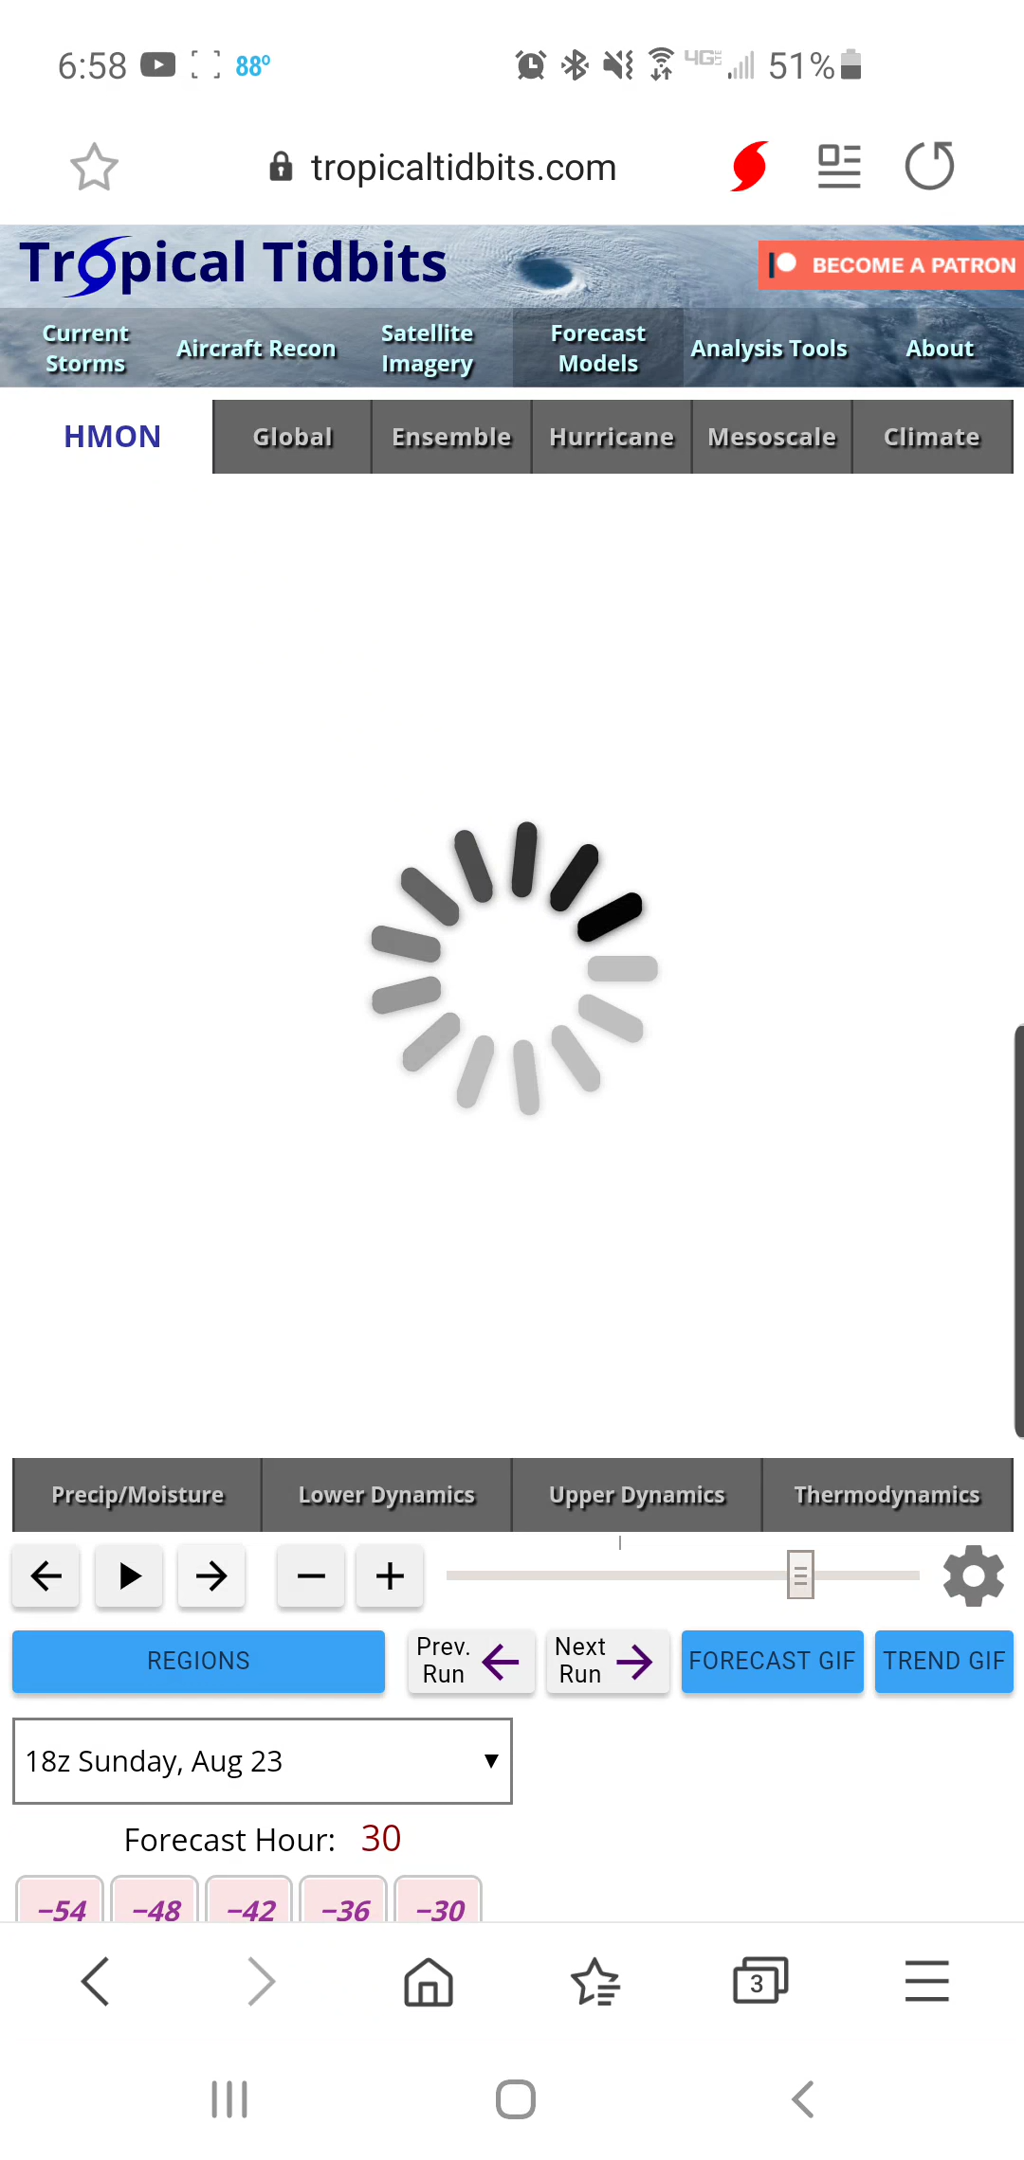 6:58 88° 4G 51%
tropicaltidbits.com
Tropical Tidbits
BECOME A PATRON
Current Storms
Aircraft Recon
Satellite Imagery
Forecast Models
Analysis Tools
About
HMON
Global
Ensemble
Hurricane
Mesoscale
Climate
Precip/Moisture
Lower Dynamics
Upper Dynamics
Thermodynamics
REGIONS
Prev. Run
Next Run
FORECAST GIF
TREND GIF
18z Sunday, Aug 23
Forecast Hour: 30
−54 −48 −42 −36 −30
3